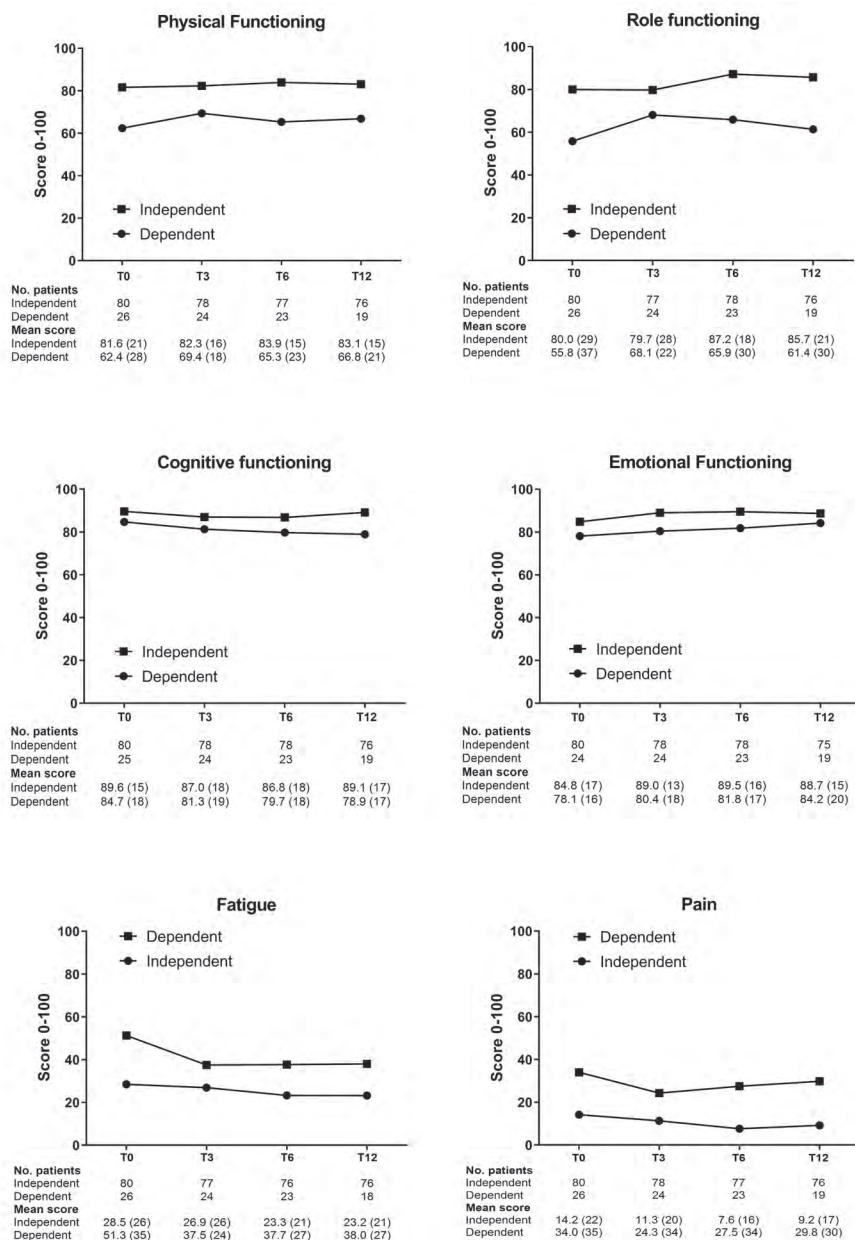 Physical Functioning
100
80
60
40
20
0
Score 0-100
Independent
Dependent
T0 T3 T6 T12
No. patients
Independent 80 78 77 76
Dependent 26 24 23 19
Mean score
Independent 81.6 (21) 82.3 (16) 83.9 (15) 83.1 (15)
Dependent 62.4 (28) 69.4 (18) 65.3 (23) 66.8 (21)
Role functioning
100
80
60
40
20
0
Score 0-100
Independent
Dependent
T0 T3 T6 T12
No. patients
Independent 80 77 78 76
Dependent 26 24 23 19
Mean score
Independent 80.0 (29) 79.7 (28) 87.2 (18) 85.7 (21)
Dependent 55.8 (37) 68.1 (22) 65.9 (30) 61.4 (30)
Cognitive functioning
100
80
60
40
20
0
Score 0-100
Independent
Dependent
T0 T3 T6 T12
No. patients
Independent 80 78 78 76
Dependent 25 24 23 19
Mean score
Independent 89.6 (15) 87.0 (18) 86.8 (18) 89.1 (17)
Dependent 84.7 (18) 81.3 (19) 79.7 (18) 78.9 (17)
Emotional Functioning
100
80
60
40
20
0
Score 0-100
Independent
Dependent
T0 T3 T6 T12
No. patients
Independent 80 78 78 75
Dependent 24 24 23 19
Mean score
Independent 84.8 (17) 89.0 (13) 89.5 (16) 88.7 (15)
Dependent 78.1 (16) 80.4 (18) 81.8 (17) 84.2 (20)
Fatigue
100
80
60
40
20
0
Score 0-100
Dependent
Independent
T0 T3 T6 T12
No. patients
Independent 80 77 76 76
Dependent 26 24 23 18
Mean score
Independent 28.5 (26) 26.9 (26) 23.3 (21) 23.2 (21)
Dependent 51.3 (35) 37.5 (24) 37.7 (27) 38.0 (27)
Pain
100
80
60
40
20
0
Score 0-100
Dependent
Independent
T0 T3 T6 T12
No. patients
Independent 80 78 77 76
Dependent 26 24 23 19
Mean score
Independent 14.2 (22) 11.3 (20) 7.6 (16) 9.2 (17)
Dependent 34.0 (35) 24.3 (34) 27.5 (34) 29.8 (30)